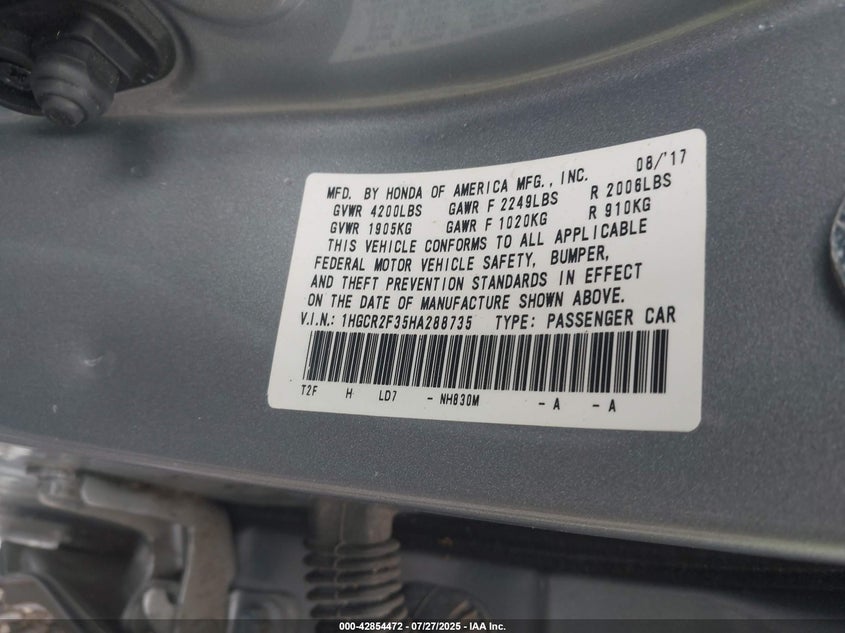 08/'17
MFD. BY HONDA OF AMERICA MFG., INC.
GVWR 4200LBS GAWR F 2249LBS R 2006LBS
GVWR 1905KG GAWR F 1020KG R 910KG
THIS VEHICLE CONFORMS TO ALL APPLICABLE
FEDERAL MOTOR VEHICLE SAFETY, BUMPER,
AND THEFT PREVENTION STANDARDS IN EFFECT
ON THE DATE OF MANUFACTURE SHOWN ABOVE.
V.I.N.: 1HGCR2F35HA288735 TYPE: PASSENGER CAR
T2F H LD7 - NH830M - A - A
000-42854472 — 07/27/2025 — IAA Inc.